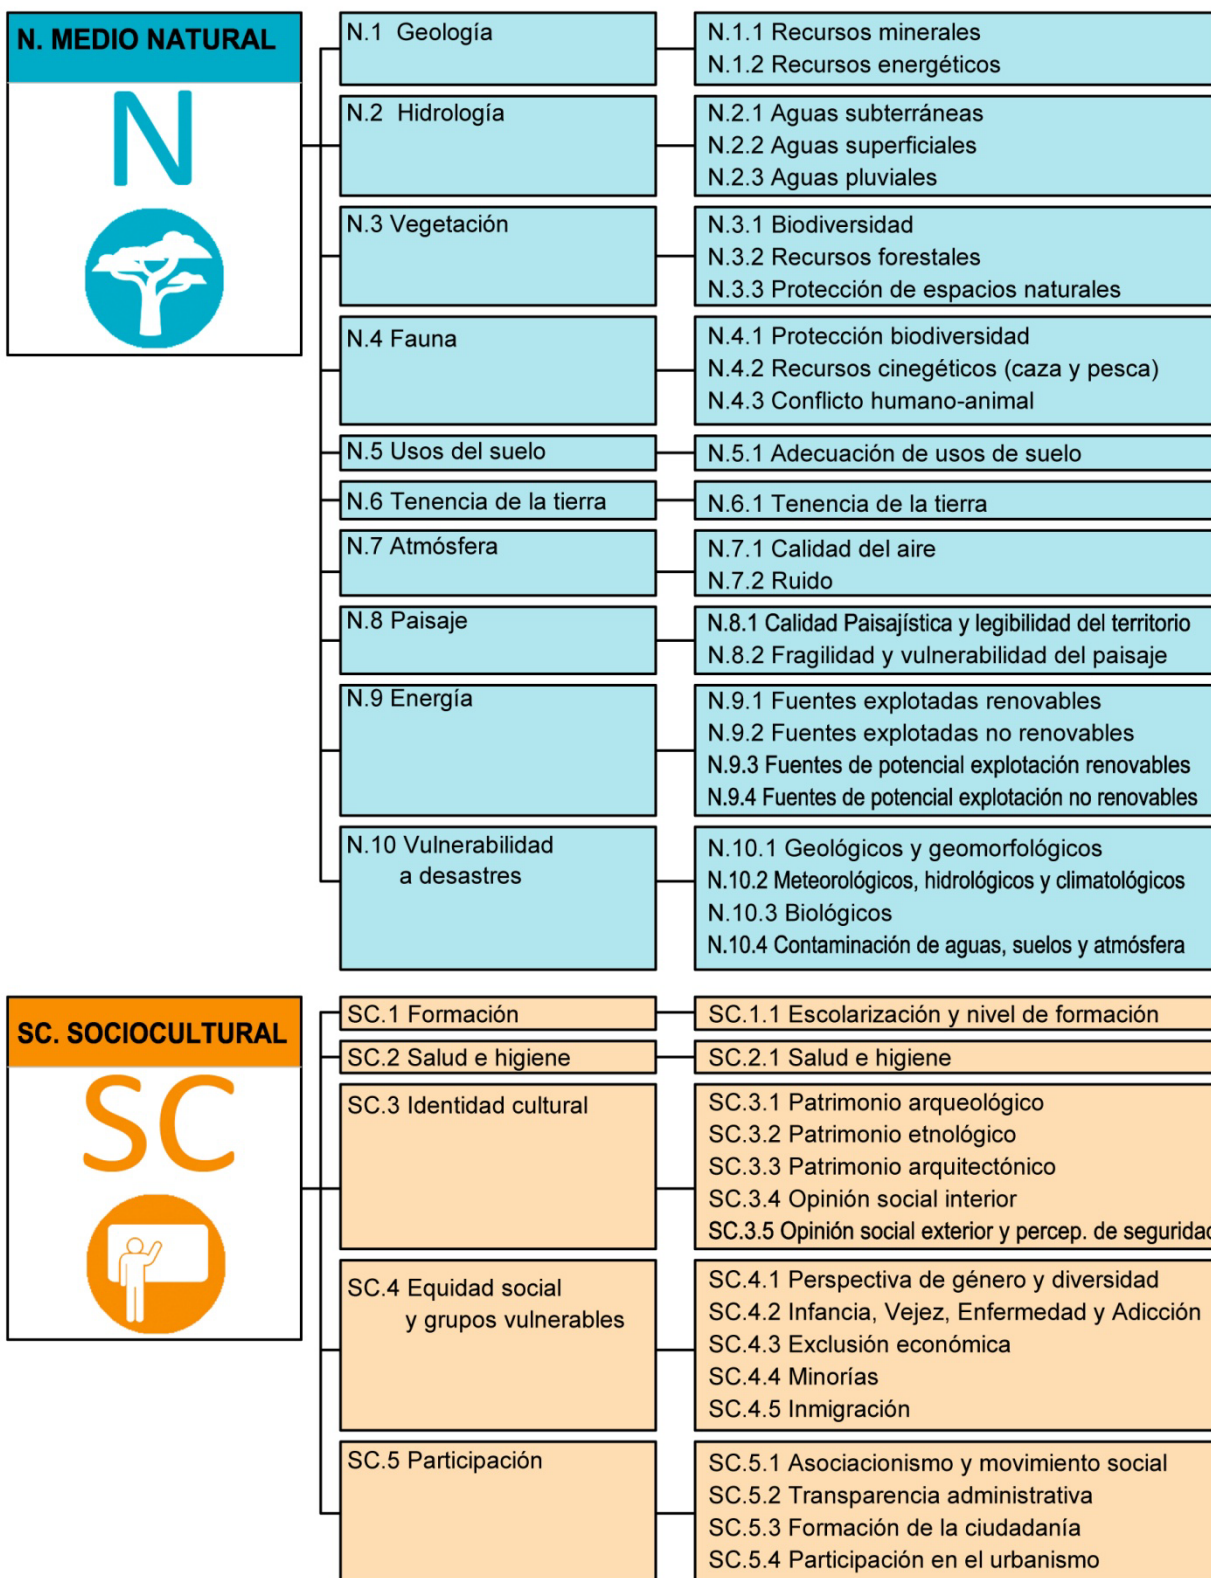 N. MEDIO NATURAL
N
N.1 Geología
N.1.1 Recursos minerales
N.1.2 Recursos energéticos
N.2 Hidrología
N.2.1 Aguas subterráneas
N.2.2 Aguas superficiales
N.2.3 Aguas pluviales
N.3 Vegetación
N.3.1 Biodiversidad
N.3.2 Recursos forestales
N.3.3 Protección de espacios naturales
N.4 Fauna
N.4.1 Protección biodiversidad
N.4.2 Recursos cinegéticos (caza y pesca)
N.4.3 Conflicto humano-animal
N.5 Usos del suelo
N.5.1 Adecuación de usos de suelo
N.6 Tenencia de la tierra
N.6.1 Tenencia de la tierra
N.7 Atmósfera
N.7.1 Calidad del aire
N.7.2 Ruido
N.8 Paisaje
N.8.1 Calidad Paisajística y legibilidad del territorio
N.8.2 Fragilidad y vulnerabilidad del paisaje
N.9 Energía
N.9.1 Fuentes explotadas renovables
N.9.2 Fuentes explotadas no renovables
N.9.3 Fuentes de potencial explotación renovables
N.9.4 Fuentes de potencial explotación no renovables
N.10 Vulnerabilidad
a desastres
N.10.1 Geológicos y geomorfológicos
N.10.2 Meteorológicos, hidrológicos y climatológicos
N.10.3 Biológicos
N.10.4 Contaminación de aguas, suelos y atmósfera
SC. SOCIOCULTURAL
SC
SC.1 Formación
SC.1.1 Escolarización y nivel de formación
SC.2 Salud e higiene
SC.2.1 Salud e higiene
SC.3 Identidad cultural
SC.3.1 Patrimonio arqueológico
SC.3.2 Patrimonio etnológico
SC.3.3 Patrimonio arquitectónico
SC.3.4 Opinión social interior
SC.3.5 Opinión social exterior y percep. de seguridad
SC.4 Equidad social
y grupos vulnerables
SC.4.1 Perspectiva de género y diversidad
SC.4.2 Infancia, Vejez, Enfermedad y Adicción
SC.4.3 Exclusión económica
SC.4.4 Minorías
SC.4.5 Inmigración
SC.5 Participación
SC.5.1 Asociacionismo y movimiento social
SC.5.2 Transparencia administrativa
SC.5.3 Formación de la ciudadanía
SC.5.4 Participación en el urbanismo